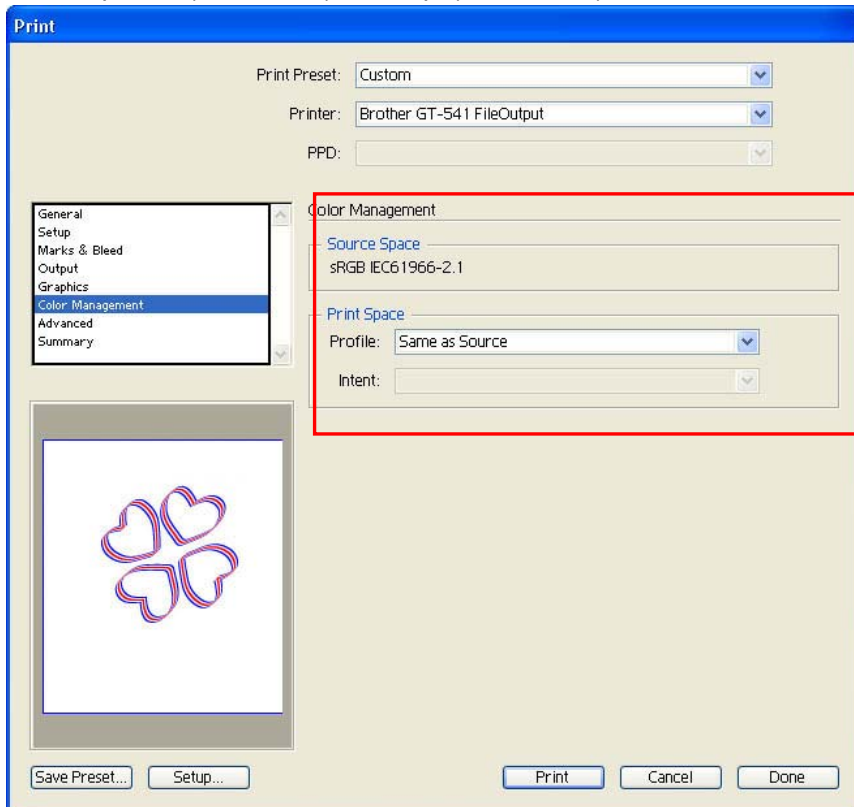 Print
Print Preset: Custom
Printer: Brother GT-541 FileOutput
PPD:
General
Setup
Marks & Bleed
Output
Graphics
Color Management
Advanced
Summary
Color Management
Source Space
sRGB IEC61966-2.1
Print Space
Profile: Same as Source
Intent:
Save Preset... Setup... Print Cancel Done